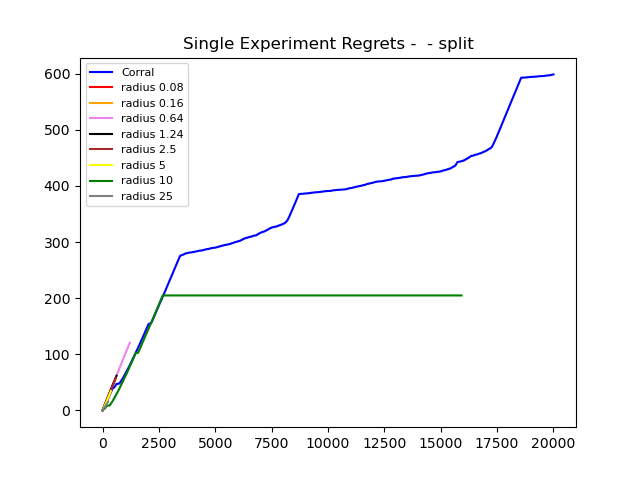 Single Experiment Regrets -  - split
600
500
400
300
200
100
0
Corral
radius 0.08
radius 0.16
radius 0.64
radius 1.24
radius 2.5
radius 5
radius 10
radius 25
0 2500 5000 7500 10000 12500 15000 17500 20000